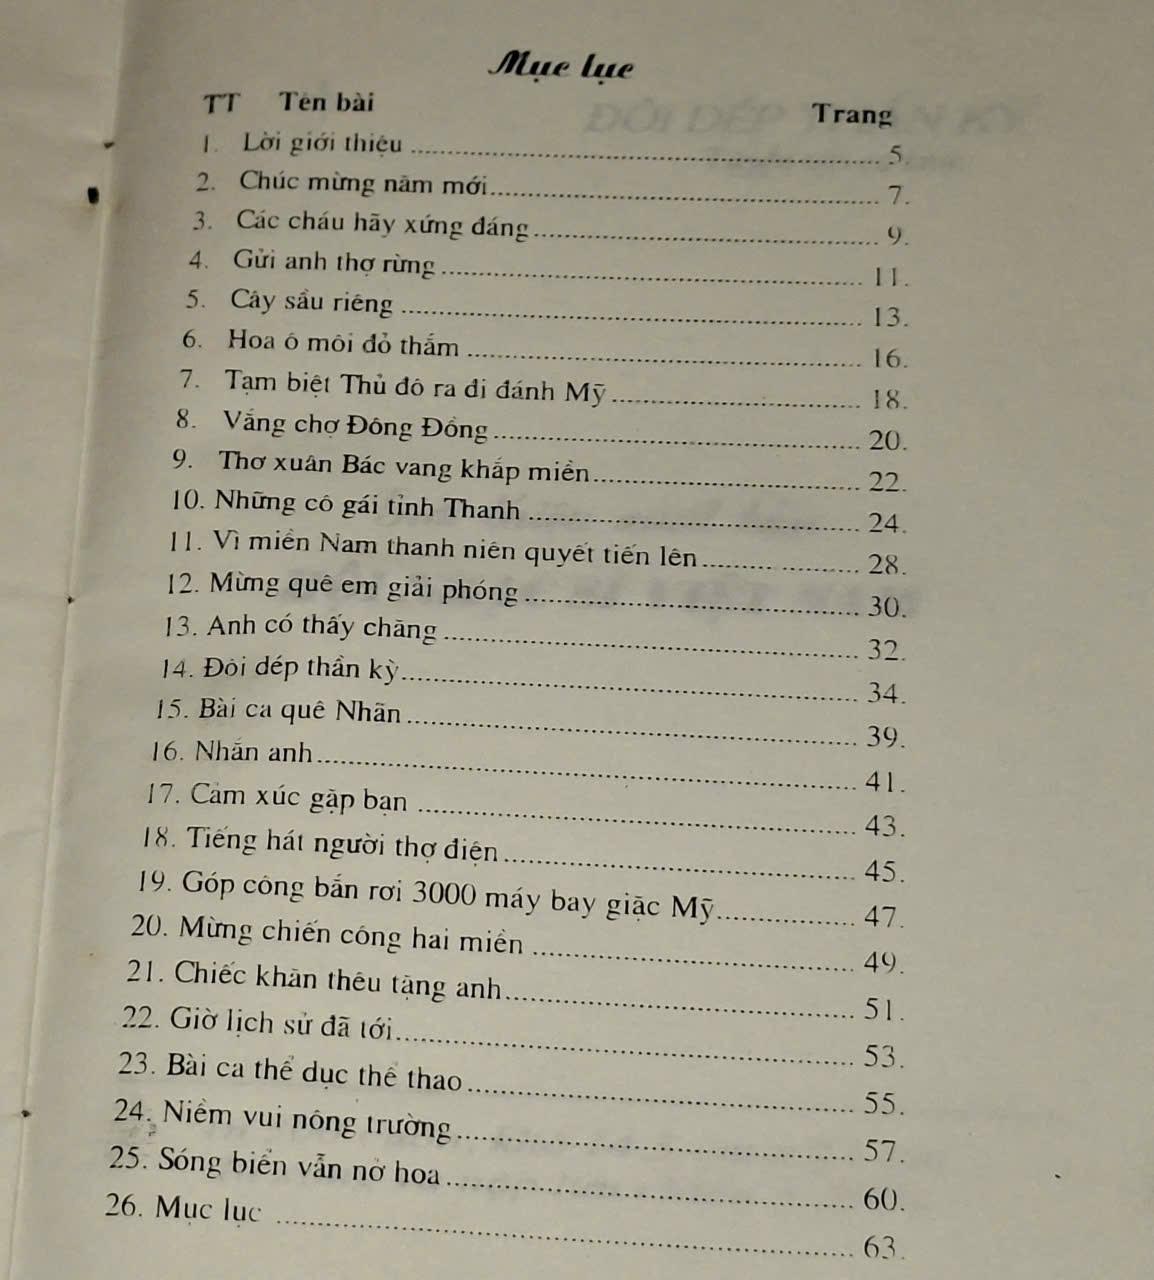 Mục lục
TT Tên bài Trang
1. Lời giới thiệu 5.
2. Chúc mừng năm mới 7.
3. Các cháu hãy xứng đáng 9.
4. Gửi anh thợ rừng 11.
5. Cây sầu riêng 13.
6. Hoa ô môi đỏ thắm 16.
7. Tạm biệt Thủ đô ra đi đánh Mỹ 18.
8. Vẳng chợ Đông Đồng 20.
9. Thơ xuân Bác vang khắp miền 22.
10. Những cô gái tỉnh Thanh 24.
11. Vì miền Nam thanh niên quyết tiến lên 28.
12. Mừng quê em giải phóng 30.
13. Anh có thấy chăng 32.
14. Đôi dép thần kỳ 34.
15. Bài ca quê Nhãn 39.
16. Nhắn anh 41.
17. Cảm xúc gặp bạn 43.
18. Tiếng hát người thợ điện 45.
19. Góp công bắn rơi 3000 máy bay giặc Mỹ 47.
20. Mừng chiến công hai miền 49.
21. Chiếc khăn thêu tặng anh 51.
22. Giờ lịch sử đã tới 53.
23. Bài ca thể dục thể thao 55.
24. Niềm vui nông trường 57.
25. Sóng biển vẫn nở hoa 60.
26. Mục lục 63.